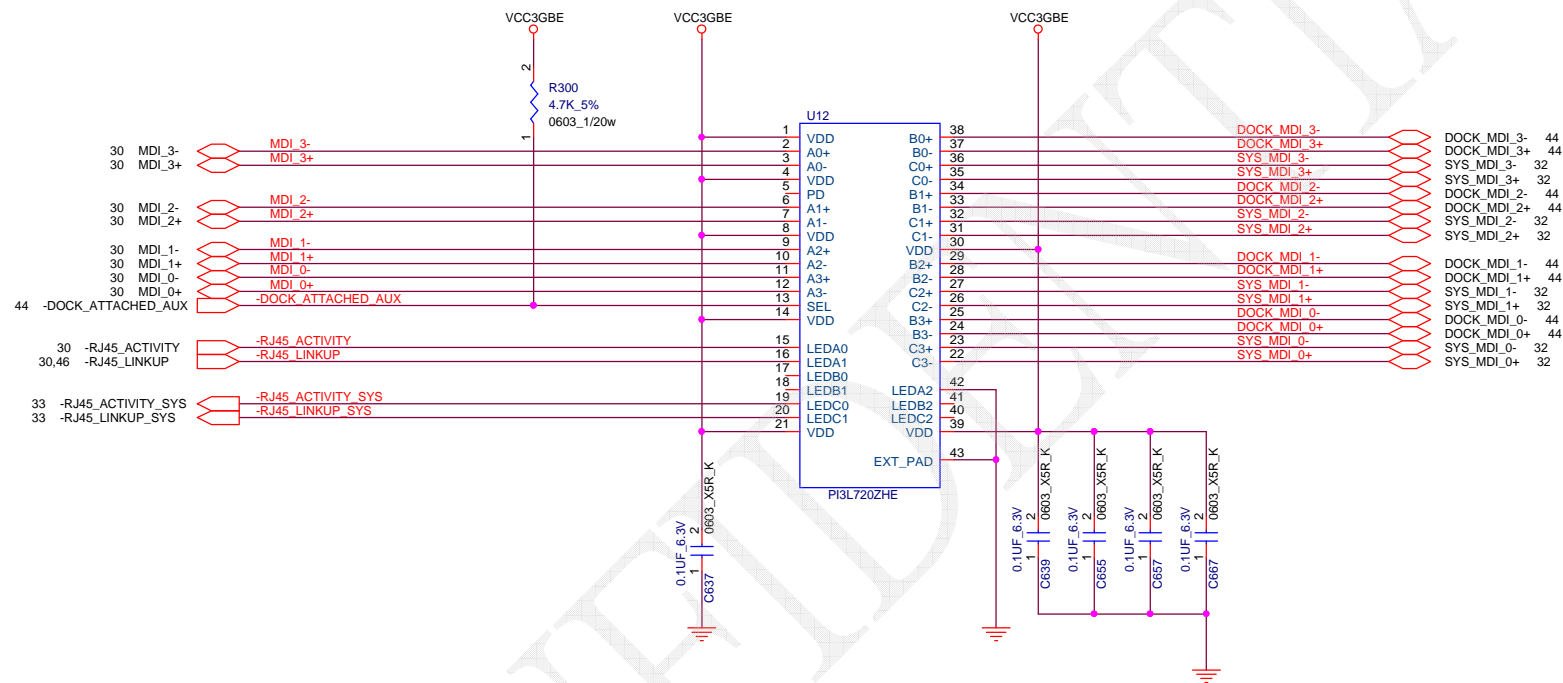 VCC3GBE
VCC3GBE
VCC3GBE
2
R300
4.7K_5%
0603_1/20w
1
U12
30 MDI_3- MDI_3-
30 MDI_3+ MDI_3+
30 MDI_2- MDI_2-
30 MDI_2+ MDI_2+
30 MDI_1- MDI_1-
30 MDI_1+ MDI_1+
30 MDI_0- MDI_0-
30 MDI_0+ MDI_0+
44 -DOCK_ATTACHED_AUX -DOCK_ATTACHED_AUX
30 -RJ45_ACTIVITY -RJ45_ACTIVITY
30,46 -RJ45_LINKUP -RJ45_LINKUP
33 -RJ45_ACTIVITY_SYS -RJ45_ACTIVITY_SYS
33 -RJ45_LINKUP_SYS -RJ45_LINKUP_SYS
1 VDD
2 A0+
3 A0-
4 VDD
5 PD
6 A1+
7 A1-
8 VDD
9 A2+
10 A2-
11 A3+
12 A3-
13 SEL
14 VDD
15 LEDA0
16 LEDA1
17 LEDB0
18 LEDB1
19 LEDC0
20 LEDC1
21 VDD
B0+ 38 DOCK_MDI_3- DOCK_MDI_3- 44
B0- 37 DOCK_MDI_3+ DOCK_MDI_3+ 44
C0+ 36 SYS_MDI_3- SYS_MDI_3- 32
C0- 35 SYS_MDI_3+ SYS_MDI_3+ 32
B1+ 34 DOCK_MDI_2- DOCK_MDI_2- 44
B1- 33 DOCK_MDI_2+ DOCK_MDI_2+ 44
C1+ 32 SYS_MDI_2- SYS_MDI_2- 32
C1- 31 SYS_MDI_2+ SYS_MDI_2+ 32
VDD 30
B2+ 29 DOCK_MDI_1- DOCK_MDI_1- 44
B2- 28 DOCK_MDI_1+ DOCK_MDI_1+ 44
C2+ 27 SYS_MDI_1- SYS_MDI_1- 32
C2- 26 SYS_MDI_1+ SYS_MDI_1+ 32
B3+ 25 DOCK_MDI_0- DOCK_MDI_0- 44
B3- 24 DOCK_MDI_0+ DOCK_MDI_0+ 44
C3+ 23 SYS_MDI_0- SYS_MDI_0- 32
C3- 22 SYS_MDI_0+ SYS_MDI_0+ 32
LEDA2 42
LEDB2 41
LEDC2 40
VDD 39
EXT_PAD 43
PI3L720ZHE
0.1UF_6.3V 1 2 C637 0603_X5R_K
0.1UF_6.3V 1 2 C639 0603_X5R_K
0.1UF_6.3V 1 2 C655 0603_X5R_K
0.1UF_6.3V 1 2 C657 0603_X5R_K
0.1UF_6.3V 1 2 C667 0603_X5R_K